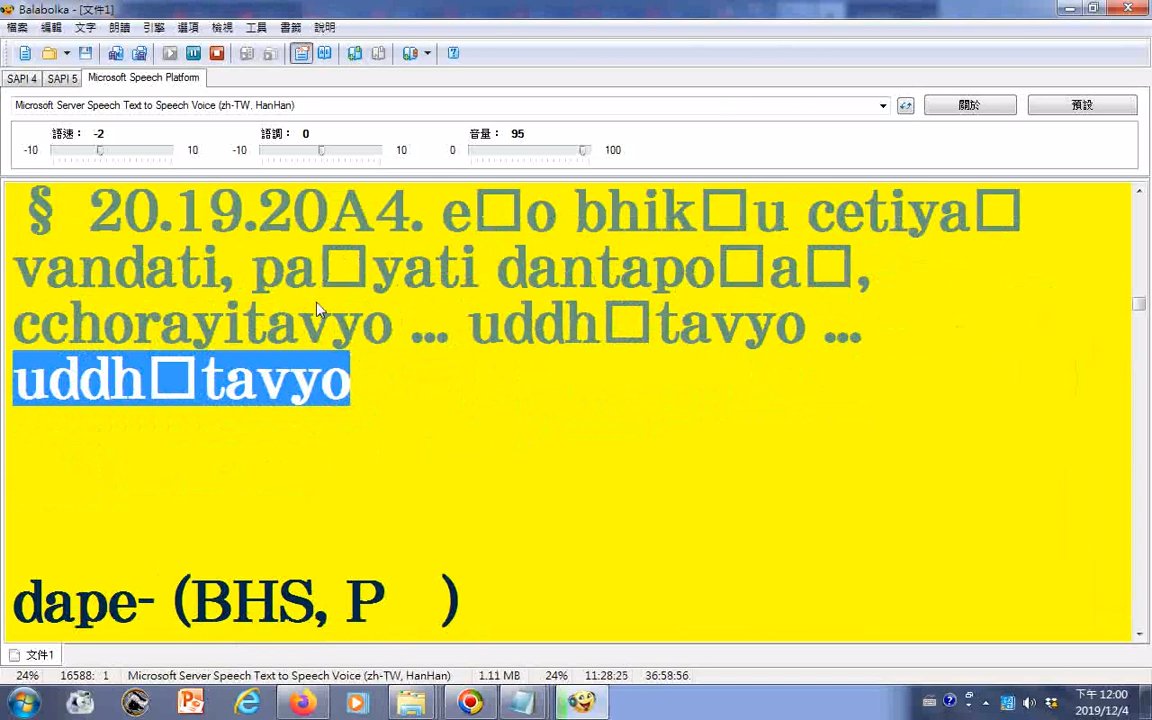 Balabolka - [文件1]
檔案 編輯 文字 朗讀 引擎 選項 檢視 工具 書籤 說明
SAPI 4 SAPI 5 Microsoft Speech Platform
Microsoft Server Speech Text to Speech Voice (zh-TW, HanHan) 關於 預設
語速： -2 語調： 0 音量： 95
-10 10 -10 10 0 100
§ 20.19.20A4. e□o bhik□u cetiya□
vandati, pa□yati dantapo□a□,
cchorayitavyo ... uddh□tavyo ...
uddh□tavyo
dape- (BHS, P )
文件1
24% 16588: 1 Microsoft Server Speech Text to Speech Voice (zh-TW, HanHan) 1.11 MB 24% 11:28:25 36:58:56
下午 12:00
2019/12/4